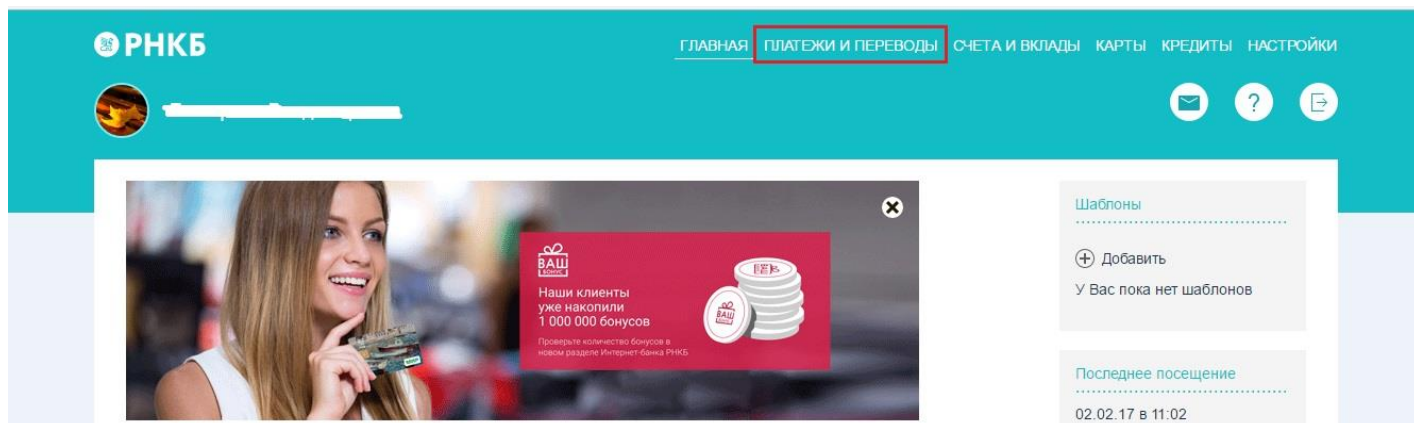 РНКБ
ГЛАВНАЯ ПЛАТЕЖИ И ПЕРЕВОДЫ СЧЕТА И ВКЛАДЫ КАРТЫ КРЕДИТЫ НАСТРОЙКИ
?
ВАШ
БОНУС
Наши клиенты
уже накопили
1 000 000 бонусов
Проверьте количество бонусов в
новом разделе Интернет-банка РНКБ
ВАШ
Шаблоны
Добавить
У Вас пока нет шаблонов
Последнее посещение
02.02.17 в 11:02